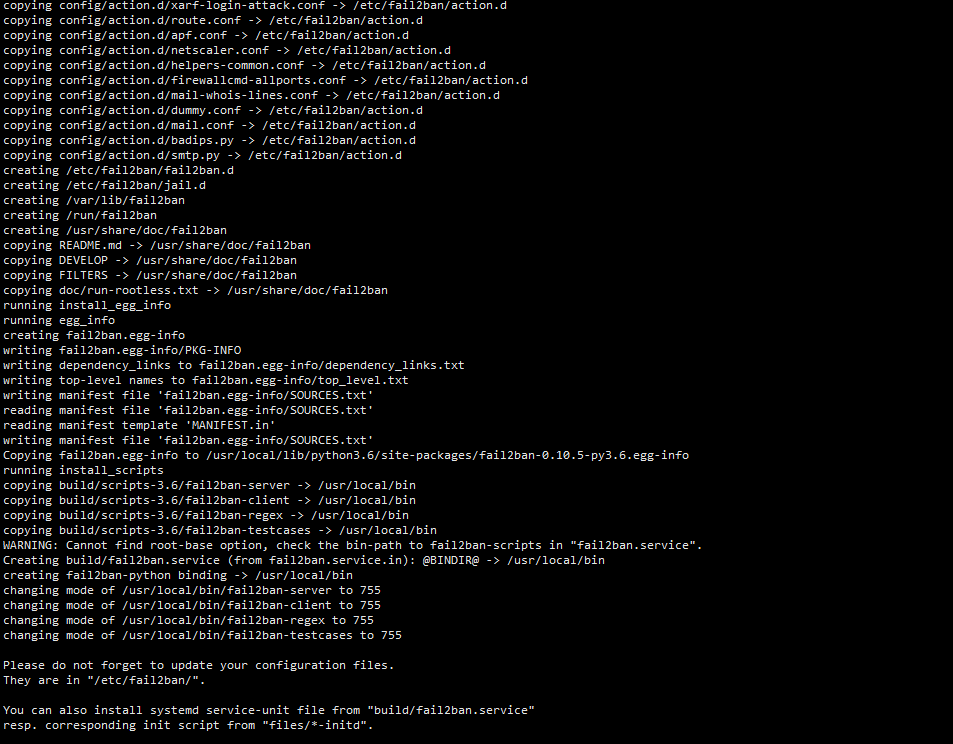 copying config/action.d/xarf-login-attack.conf -> /etc/fail2ban/action.d
copying config/action.d/route.conf -> /etc/fail2ban/action.d
copying config/action.d/apf.conf -> /etc/fail2ban/action.d
copying config/action.d/netscaler.conf -> /etc/fail2ban/action.d
copying config/action.d/helpers-common.conf -> /etc/fail2ban/action.d
copying config/action.d/firewallcmd-allports.conf -> /etc/fail2ban/action.d
copying config/action.d/mail-whois-lines.conf -> /etc/fail2ban/action.d
copying config/action.d/dummy.conf -> /etc/fail2ban/action.d
copying config/action.d/mail.conf -> /etc/fail2ban/action.d
copying config/action.d/badips.py -> /etc/fail2ban/action.d
copying config/action.d/smtp.py -> /etc/fail2ban/action.d
creating /etc/fail2ban/fail2ban.d
creating /etc/fail2ban/jail.d
creating /var/lib/fail2ban
creating /run/fail2ban
creating /usr/share/doc/fail2ban
copying README.md -> /usr/share/doc/fail2ban
copying DEVELOP -> /usr/share/doc/fail2ban
copying FILTERS -> /usr/share/doc/fail2ban
copying doc/run-rootless.txt -> /usr/share/doc/fail2ban
running install_egg_info
running egg_info
creating fail2ban.egg-info
writing fail2ban.egg-info/PKG-INFO
writing dependency_links to fail2ban.egg-info/dependency_links.txt
writing top-level names to fail2ban.egg-info/top_level.txt
writing manifest file 'fail2ban.egg-info/SOURCES.txt'
reading manifest file 'fail2ban.egg-info/SOURCES.txt'
reading manifest template 'MANIFEST.in'
writing manifest file 'fail2ban.egg-info/SOURCES.txt'
Copying fail2ban.egg-info to /usr/local/lib/python3.6/site-packages/fail2ban-0.10.5-py3.6.egg-info
running install_scripts
copying build/scripts-3.6/fail2ban-server -> /usr/local/bin
copying build/scripts-3.6/fail2ban-client -> /usr/local/bin
copying build/scripts-3.6/fail2ban-regex -> /usr/local/bin
copying build/scripts-3.6/fail2ban-testcases -> /usr/local/bin
WARNING: Cannot find root-base option, check the bin-path to fail2ban-scripts in "fail2ban.service".
Creating build/fail2ban.service (from fail2ban.service.in): @BINDIR@ -> /usr/local/bin
creating fail2ban-python binding -> /usr/local/bin
changing mode of /usr/local/bin/fail2ban-server to 755
changing mode of /usr/local/bin/fail2ban-client to 755
changing mode of /usr/local/bin/fail2ban-regex to 755
changing mode of /usr/local/bin/fail2ban-testcases to 755
Please do not forget to update your configuration files.
They are in "/etc/fail2ban/".
You can also install systemd service-unit file from "build/fail2ban.service"
resp. corresponding init script from "files/*-initd".